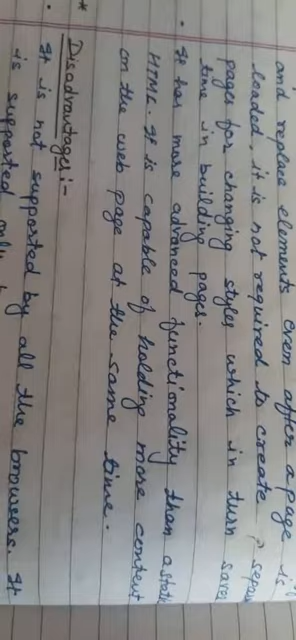 and replace elements even after a page is
loaded, it is not required to create separ
pages for changing styles which in turn saves
time in building pages.
• It has more advanced functionality than a stati
HTML. It is capable of holding more content
on the web page at the same time.
* Disadvantages:-
• It is not supported by all the browsers. It
is supported only